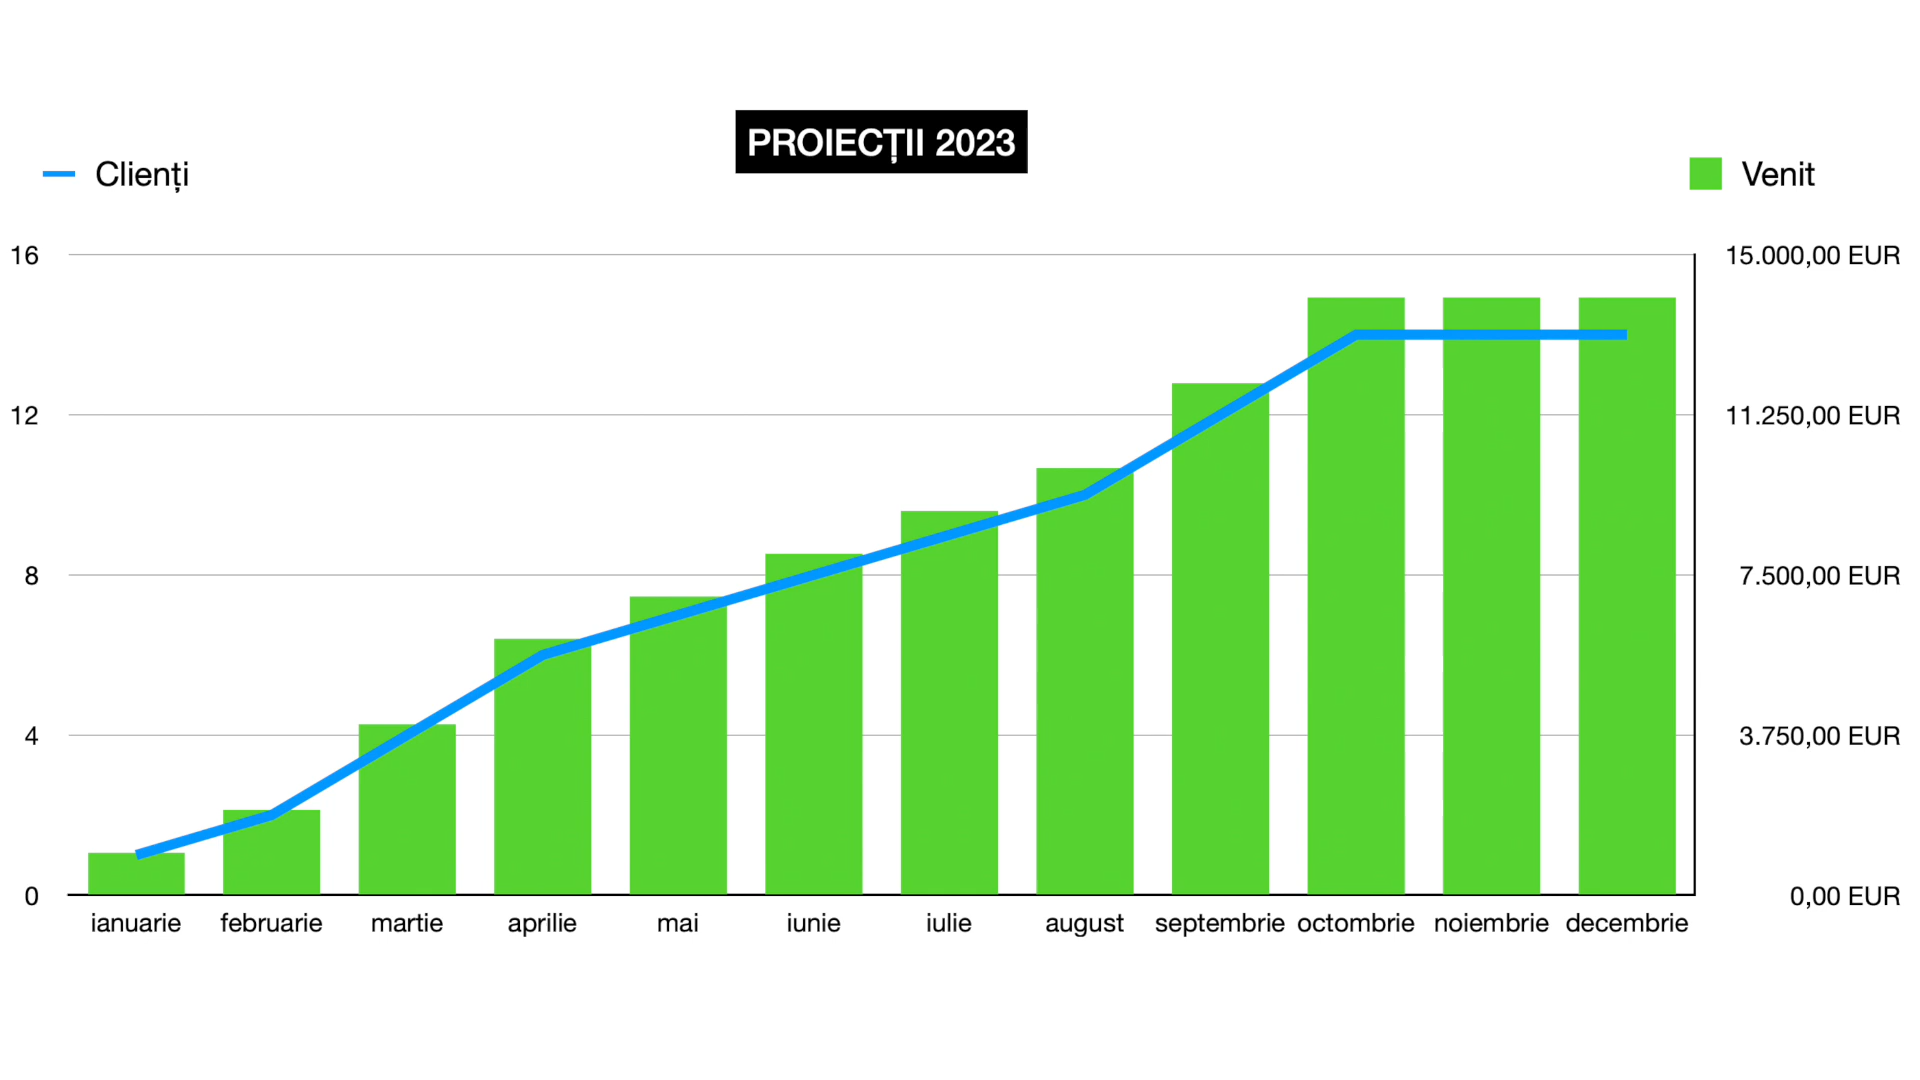 PROIECȚII 2023
Clienți
Venit
16
15.000,00 EUR
12
11.250,00 EUR
8
7.500,00 EUR
4
3.750,00 EUR
0
0,00 EUR
ianuarie februarie martie aprilie mai iunie iulie august septembrie octombrie noiembrie decembrie